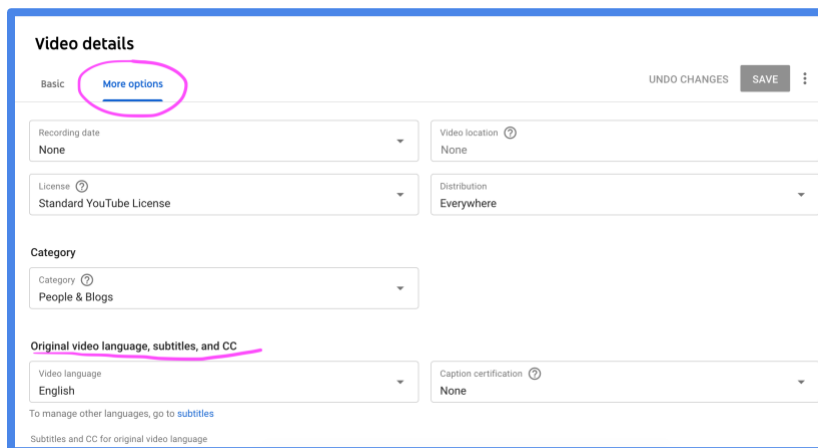 Video details
Basic
More options
UNDO CHANGES
SAVE
Recording date
None
Video location
None
License
Standard YouTube License
Distribution
Everywhere
Category
Category
People & Blogs
Original video language, subtitles, and CC
Video language
English
Caption certification
None
To manage other languages, go to subtitles
Subtitles and CC for original video language